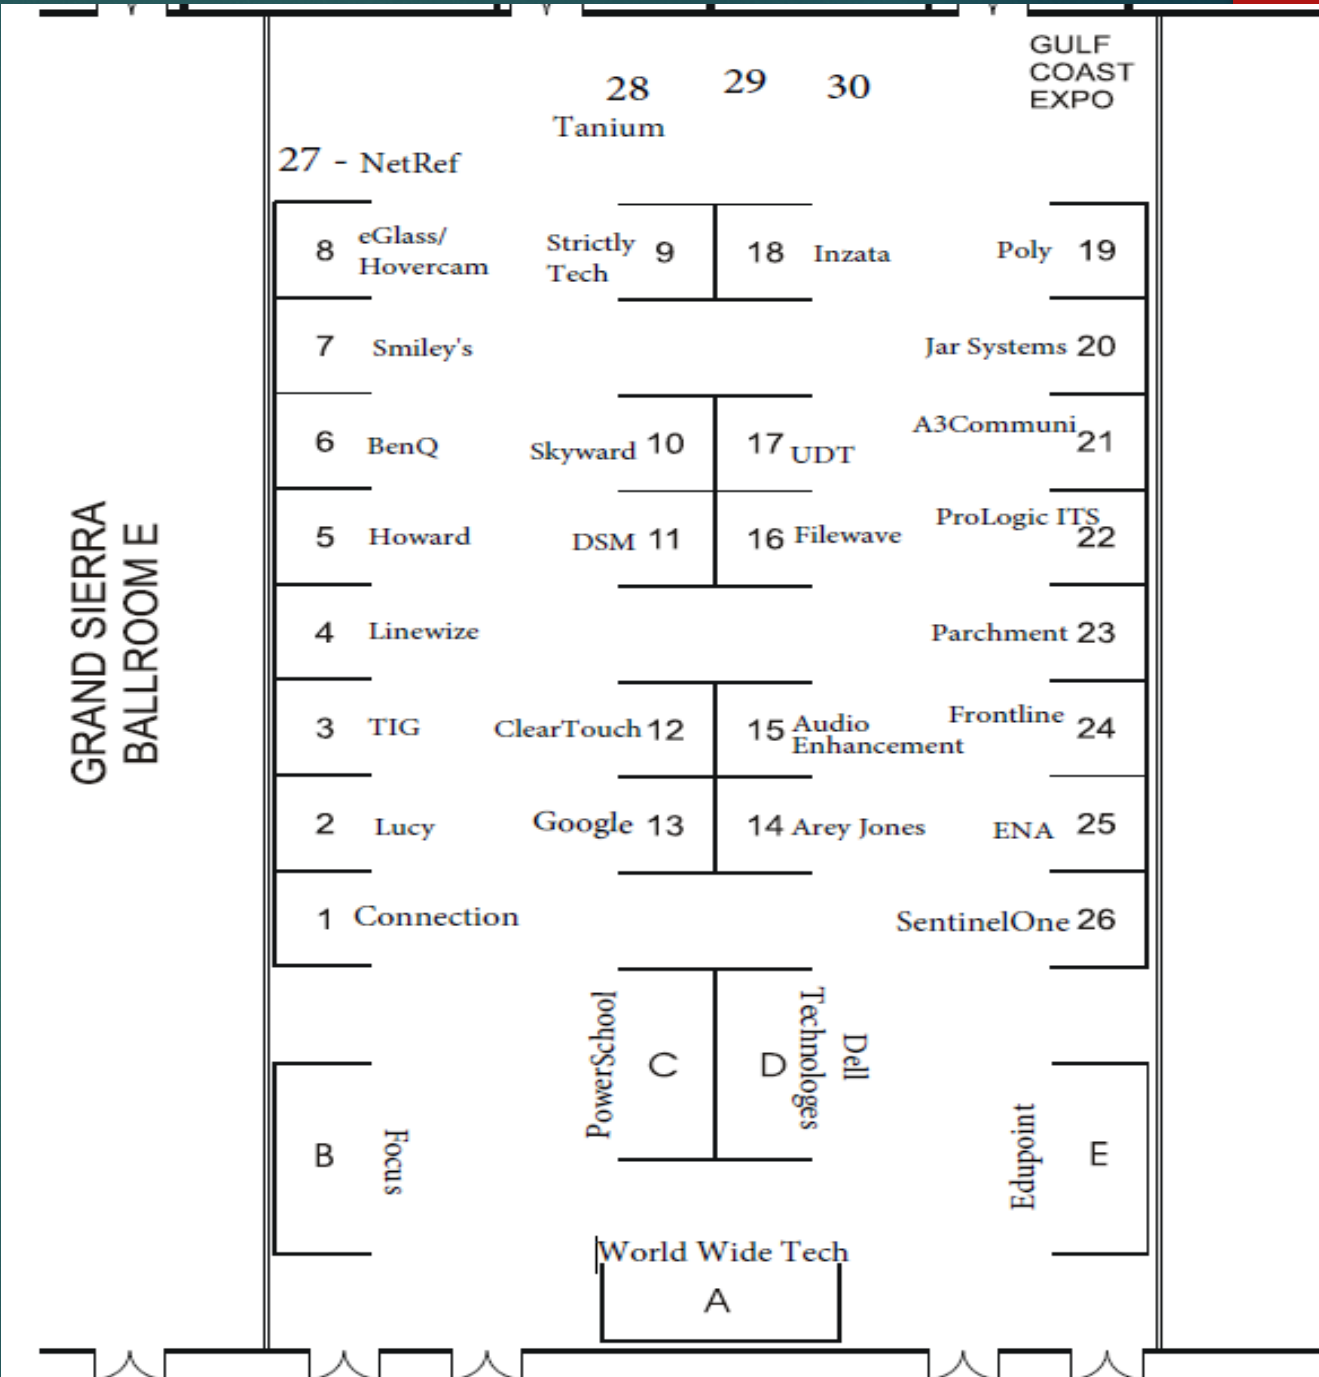 GULF
COAST
EXPO
28
29
30
Tanium
27 - NetRef
8 eGlass/
Hovercam
Strictly
Tech
9
18 Inzata
Poly 19
7 Smiley's
Jar Systems 20
6 BenQ
Skyward 10
17 UDT
A3Communi
21
5 Howard
DSM 11
16 Filewave
ProLogic ITS
22
4 Linewize
Parchment 23
3 TIG
ClearTouch 12
15 Audio
Enhancement
Frontline 24
2 Lucy
Google 13
14 Arey Jones
ENA 25
1 Connection
SentinelOne 26
GRAND SIERRA
BALLROOM E
PowerSchool
C
D
Technologes
Dell
B
Focus
Edupoint
E
World Wide Tech
A